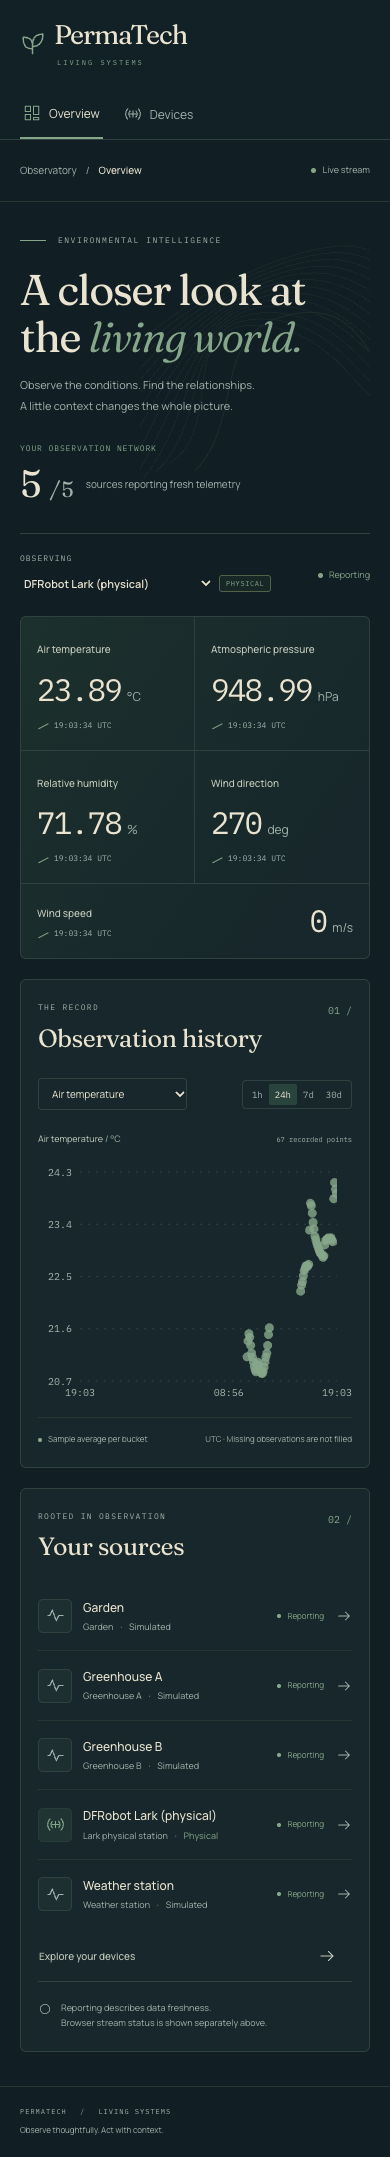 PermaTech
LIVING SYSTEMS
Overview
Devices
Observatory / Overview
Live stream
ENVIRONMENTAL INTELLIGENCE
A closer look at
the living world.
Observe the conditions. Find the relationships.
A little context changes the whole picture.
YOUR OBSERVATION NETWORK
5 /5 sources reporting fresh telemetry
OBSERVING
DFRobot Lark (physical)
PHYSICAL
Reporting
Air temperature
23.89 °C
19:03:34 UTC
Atmospheric pressure
948.99 hPa
19:03:34 UTC
Relative humidity
71.78 %
19:03:34 UTC
Wind direction
270 deg
19:03:34 UTC
Wind speed
19:03:34 UTC
0 m/s
THE RECORD
01 /
Observation history
Air temperature
1h 24h 7d 30d
Air temperature / °C
67 recorded points
24.3
23.4
22.5
21.6
20.7
19:03 08:56 19:03
Sample average per bucket
UTC · Missing observations are not filled
ROOTED IN OBSERVATION
02 /
Your sources
Garden
Garden · Simulated
Reporting
Greenhouse A
Greenhouse A · Simulated
Reporting
Greenhouse B
Greenhouse B · Simulated
Reporting
DFRobot Lark (physical)
Lark physical station · Physical
Reporting
Weather station
Weather station · Simulated
Reporting
Explore your devices
Reporting describes data freshness.
Browser stream status is shown separately above.
PERMATECH / LIVING SYSTEMS
Observe thoughtfully. Act with context.